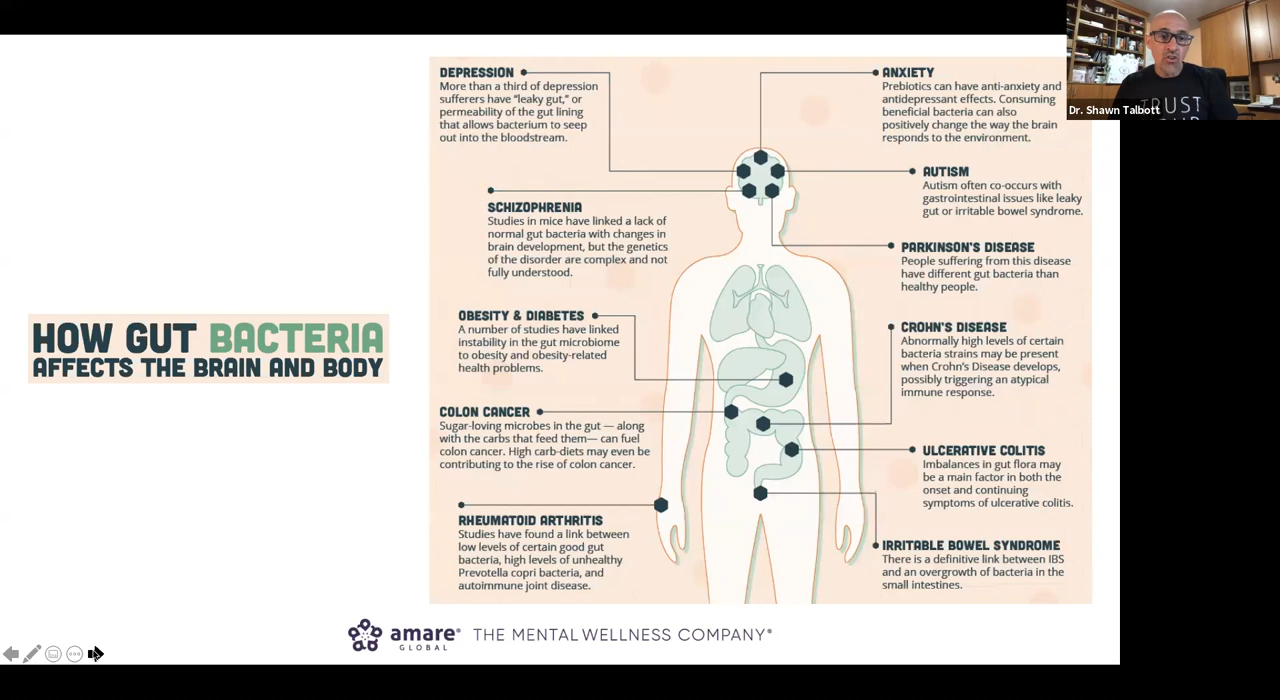 HOW GUT BACTERIA
AFFECTS THE BRAIN AND BODY
DEPRESSION
More than a third of depression
sufferers have “leaky gut,” or
permeability of the gut lining
that allows bacterium to seep
out into the bloodstream.
SCHIZOPHRENIA
Studies in mice have linked a lack of
normal gut bacteria with changes in
brain development, but the genetics
of the disorder are complex and not
fully understood.
OBESITY & DIABETES
A number of studies have linked
instability in the gut microbiome
to obesity and obesity-related
health problems.
COLON CANCER
Sugar-loving microbes in the gut — along
with the carbs that feed them— can fuel
colon cancer. High carb-diets may even be
contributing to the rise of colon cancer.
RHEUMATOID ARTHRITIS
Studies have found a link between
low levels of certain good gut
bacteria, high levels of unhealthy
Prevotella copri bacteria, and
autoimmune joint disease.
ANXIETY
Prebiotics can have anti-anxiety and
antidepressant effects. Consuming
beneficial bacteria can also
positively change the way the brain
responds to the environment.
AUTISM
Autism often co-occurs with
gastrointestinal issues like leaky
gut or irritable bowel syndrome.
PARKINSON'S DISEASE
People suffering from this disease
have different gut bacteria than
healthy people.
CROHN'S DISEASE
Abnormally high levels of certain
bacteria strains may be present
when Crohn's Disease develops,
possibly triggering an atypical
immune response.
ULCERATIVE COLITIS
Imbalances in gut flora may
be a main factor in both the
onset and continuing
symptoms of ulcerative colitis.
IRRITABLE BOWEL SYNDROME
There is a definitive link between IBS
and an overgrowth of bacteria in the
small intestines.
amare® THE MENTAL WELLNESS COMPANY®
GLOBAL
TRUST
Dr. Shawn Talbott